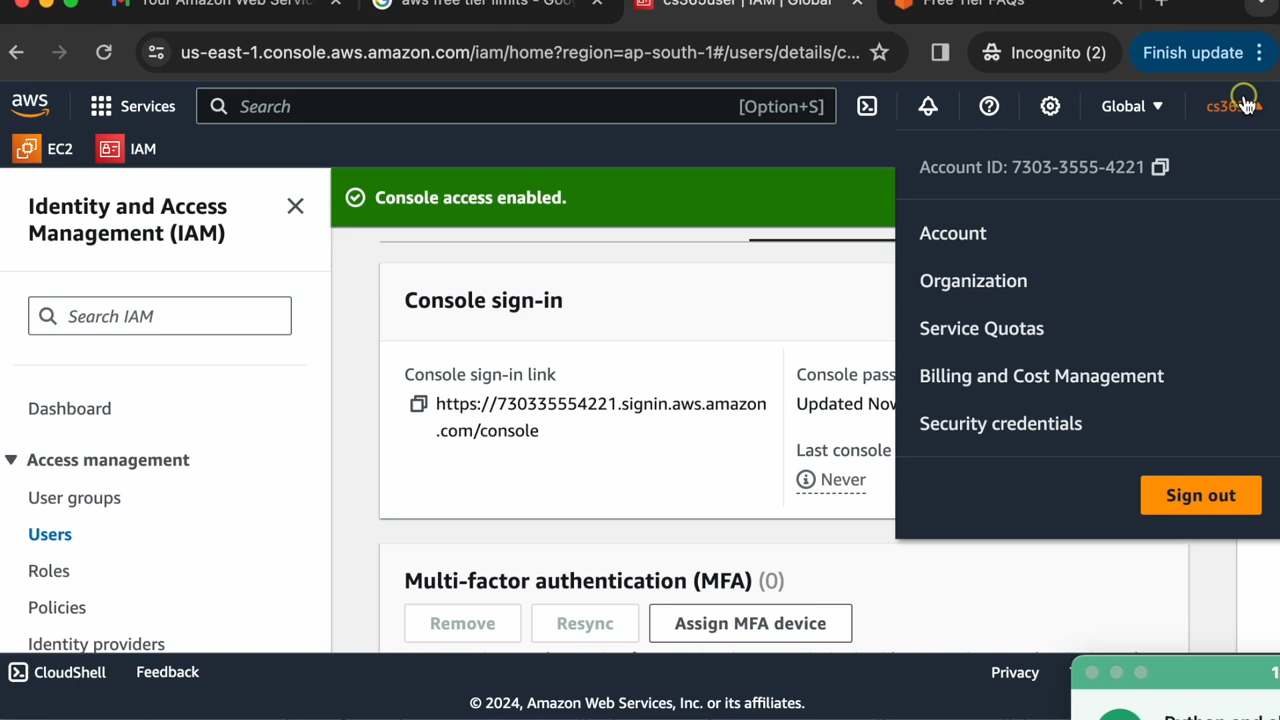 Your Amazon Web Servic
aws free tier limits - Goo
cs365user | IAM | Global
Free Tier FAQs
us-east-1.console.aws.amazon.com/iam/home?region=ap-south-1#/users/details/c...
Incognito (2)
Finish update
aws
Services
Search
[Option+S]
Global
cs36
EC2
IAM
Account ID: 7303-3555-4221
Account
Organization
Service Quotas
Billing and Cost Management
Security credentials
Sign out
Identity and Access
Management (IAM)
Search IAM
Dashboard
Access management
User groups
Users
Roles
Policies
Identity providers
Console access enabled.
Console sign-in
Console sign-in link
https://730335554221.signin.aws.amazon
.com/console
Console pass
Updated Nov
Last console
Never
Multi-factor authentication (MFA) (0)
Remove
Resync
Assign MFA device
CloudShell
Feedback
Privacy
© 2024, Amazon Web Services, Inc. or its affiliates.